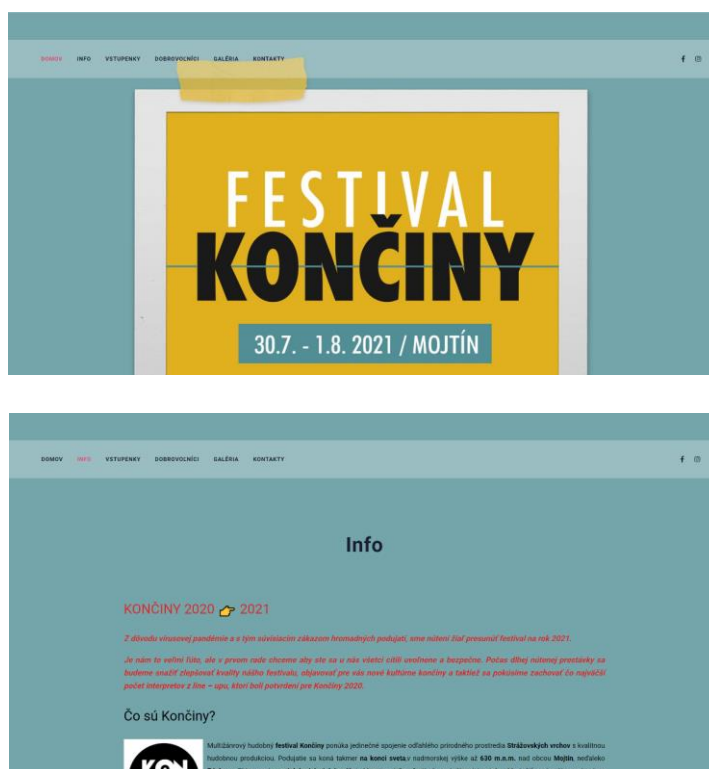 DOMOV INFO VSTUPENKY DOBROVOĽNÍCI GALÉRIA KONTAKTY
FESTIVAL
KONČINY
30.7. - 1.8. 2021 / MOJTÍN
DOMOV INFO VSTUPENKY DOBROVOĽNÍCI GALÉRIA KONTAKTY
Info
KONČINY 2020 👉 2021
Z dôvodu vírusovej pandémie a s tým súvisiacim zákazom hromadných podujatí, sme nútení žiaľ presunúť festival na rok 2021.
Je nám to veľmi ľúto, ale v prvom rade chceme aby ste sa u nás všetci cítili uvoľnene a bezpečne. Počas dlhej nútenej prestávky sa
budeme snažiť zlepšovať kvality nášho festivalu, objavovať pre vás nové kultúrne končiny a taktiež sa pokúsime zachovať čo najväčší
počet interpretov z line – upu, ktorí boli potvrdení pre Končiny 2020.
Čo sú Končiny?
KON
Multižánrový hudobný festival Končiny ponúka jedinečné spojenie odľahlého prírodného prostredia Strážovských vrchov s kvalitnou
hudobnou produkciou. Podujatie sa koná takmer na konci sveta,v nadmorskej výške až 630 m.n.m. nad obcou Mojtín, neďaleko